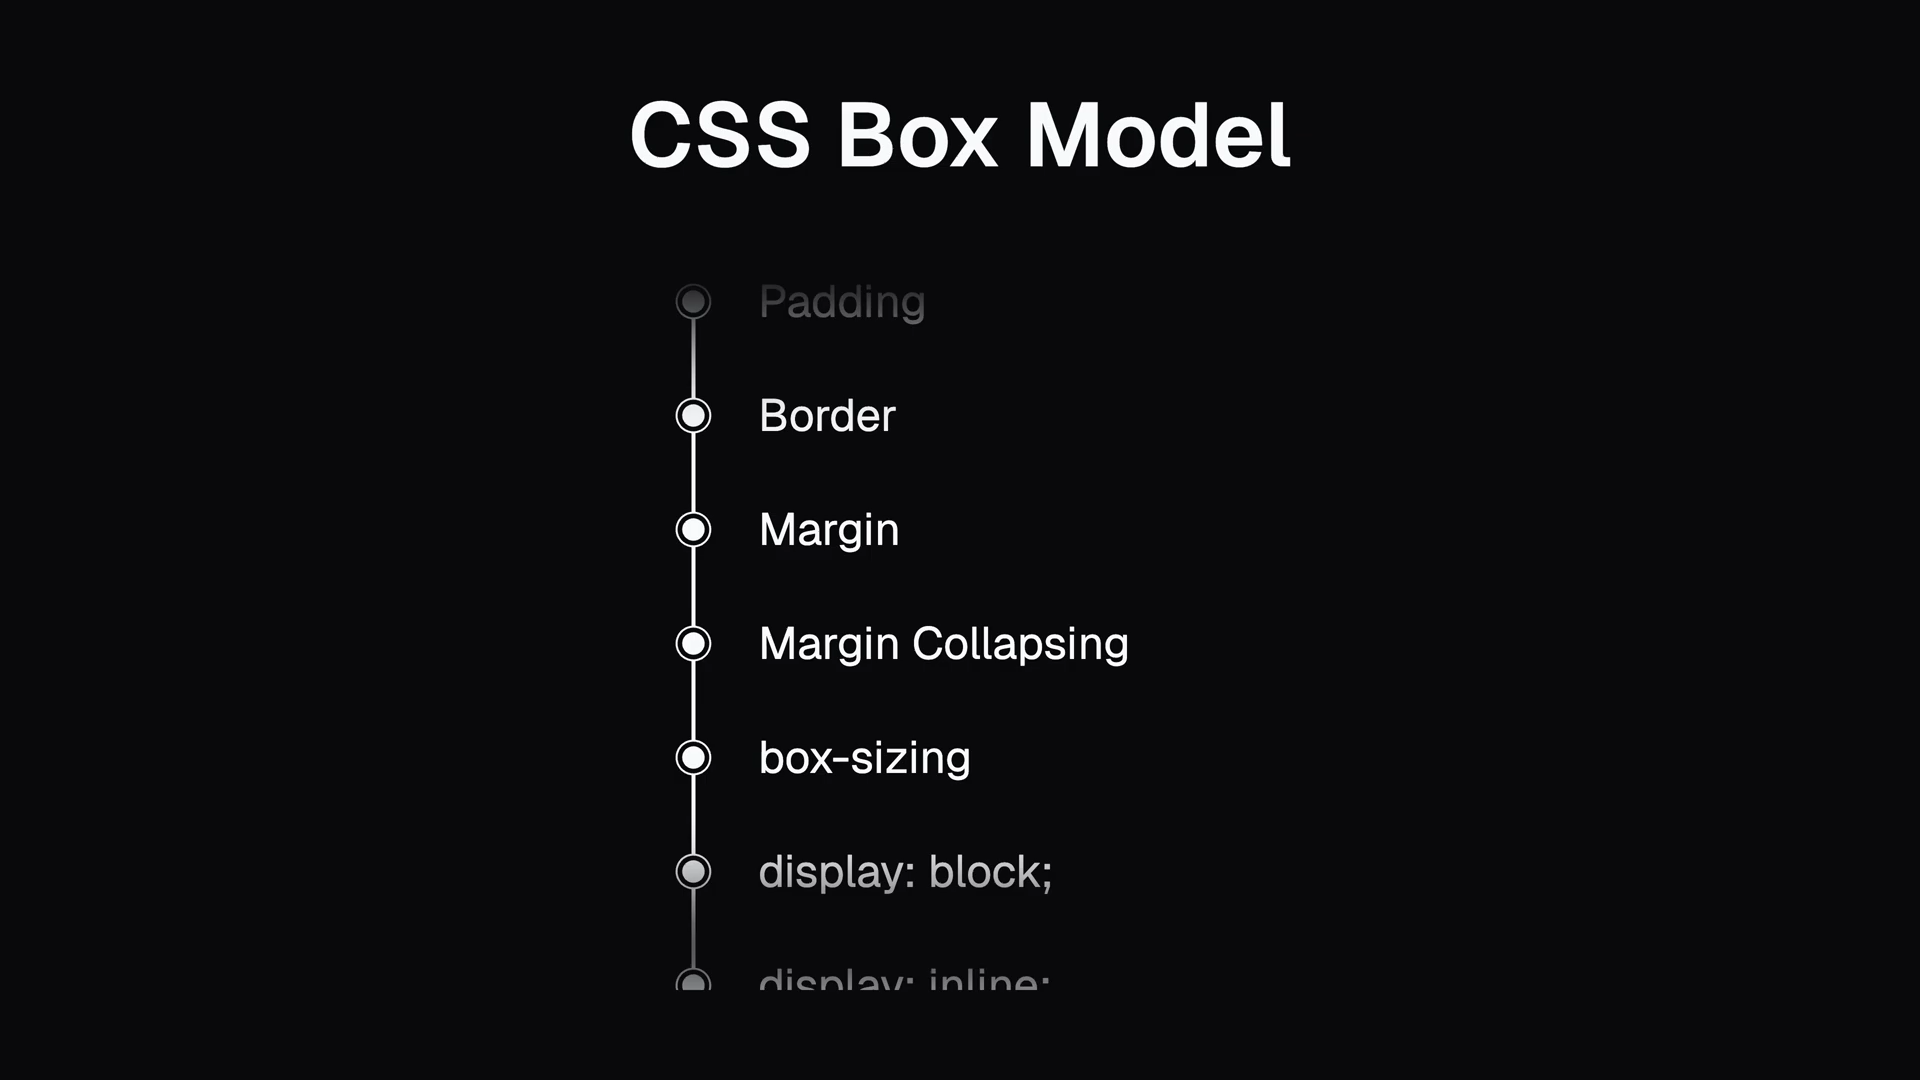 CSS Box Model
Padding
Border
Margin
Margin Collapsing
box-sizing
display: block;
display: inline;